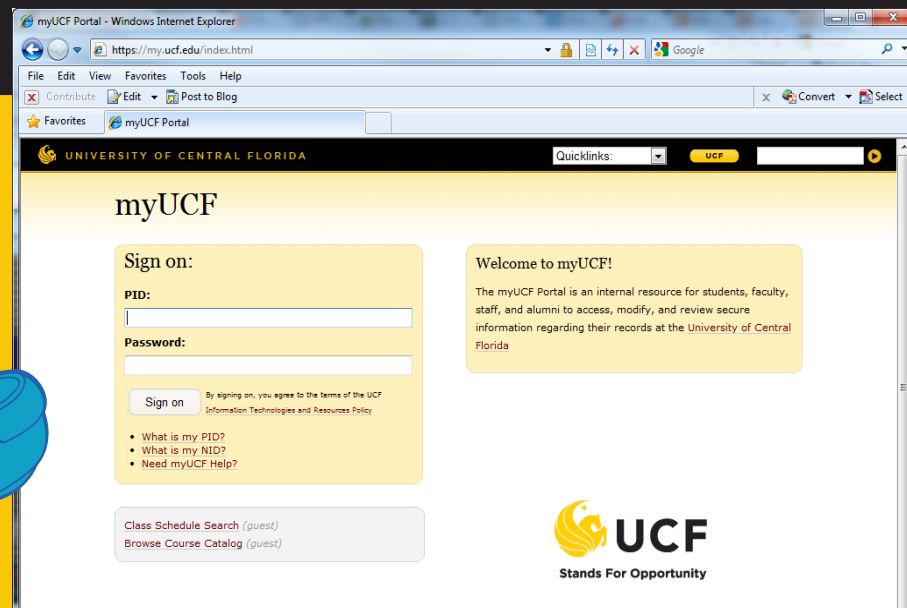 myUCF Portal - Windows Internet Explorer
https://my.ucf.edu/index.html
Google
File Edit View Favorites Tools Help
x Contribute Edit Post to Blog
x Convert Select
Favorites myUCF Portal
UNIVERSITY OF CENTRAL FLORIDA Quicklinks: UCF
myUCF
Sign on:
PID:
Password:
Sign on
By signing on, you agree to the terms of the UCF
Information Technologies and Resources Policy
• What is my PID?
• What is my NID?
• Need myUCF Help?
Welcome to myUCF!
The myUCF Portal is an internal resource for students, faculty,
staff, and alumni to access, modify, and review secure
information regarding their records at the University of Central
Florida
Class Schedule Search (guest)
Browse Course Catalog (guest)
UCF
Stands For Opportunity